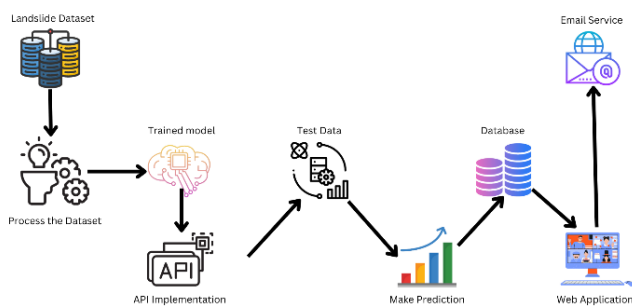 Landslide Dataset
Email Service
Trained model
Test Data
Database
Process the Dataset
API
API Implementation
Make Prediction
Web Application